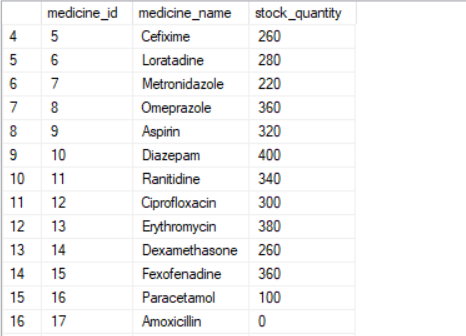 medicine_id medicine_name stock_quantity
4 5 Cefixime 260
5 6 Loratadine 280
6 7 Metronidazole 220
7 8 Omeprazole 360
8 9 Aspirin 320
9 10 Diazepam 400
10 11 Ranitidine 340
11 12 Ciprofloxacin 300
12 13 Erythromycin 380
13 14 Dexamethasone 260
14 15 Fexofenadine 360
15 16 Paracetamol 100
16 17 Amoxicillin 0